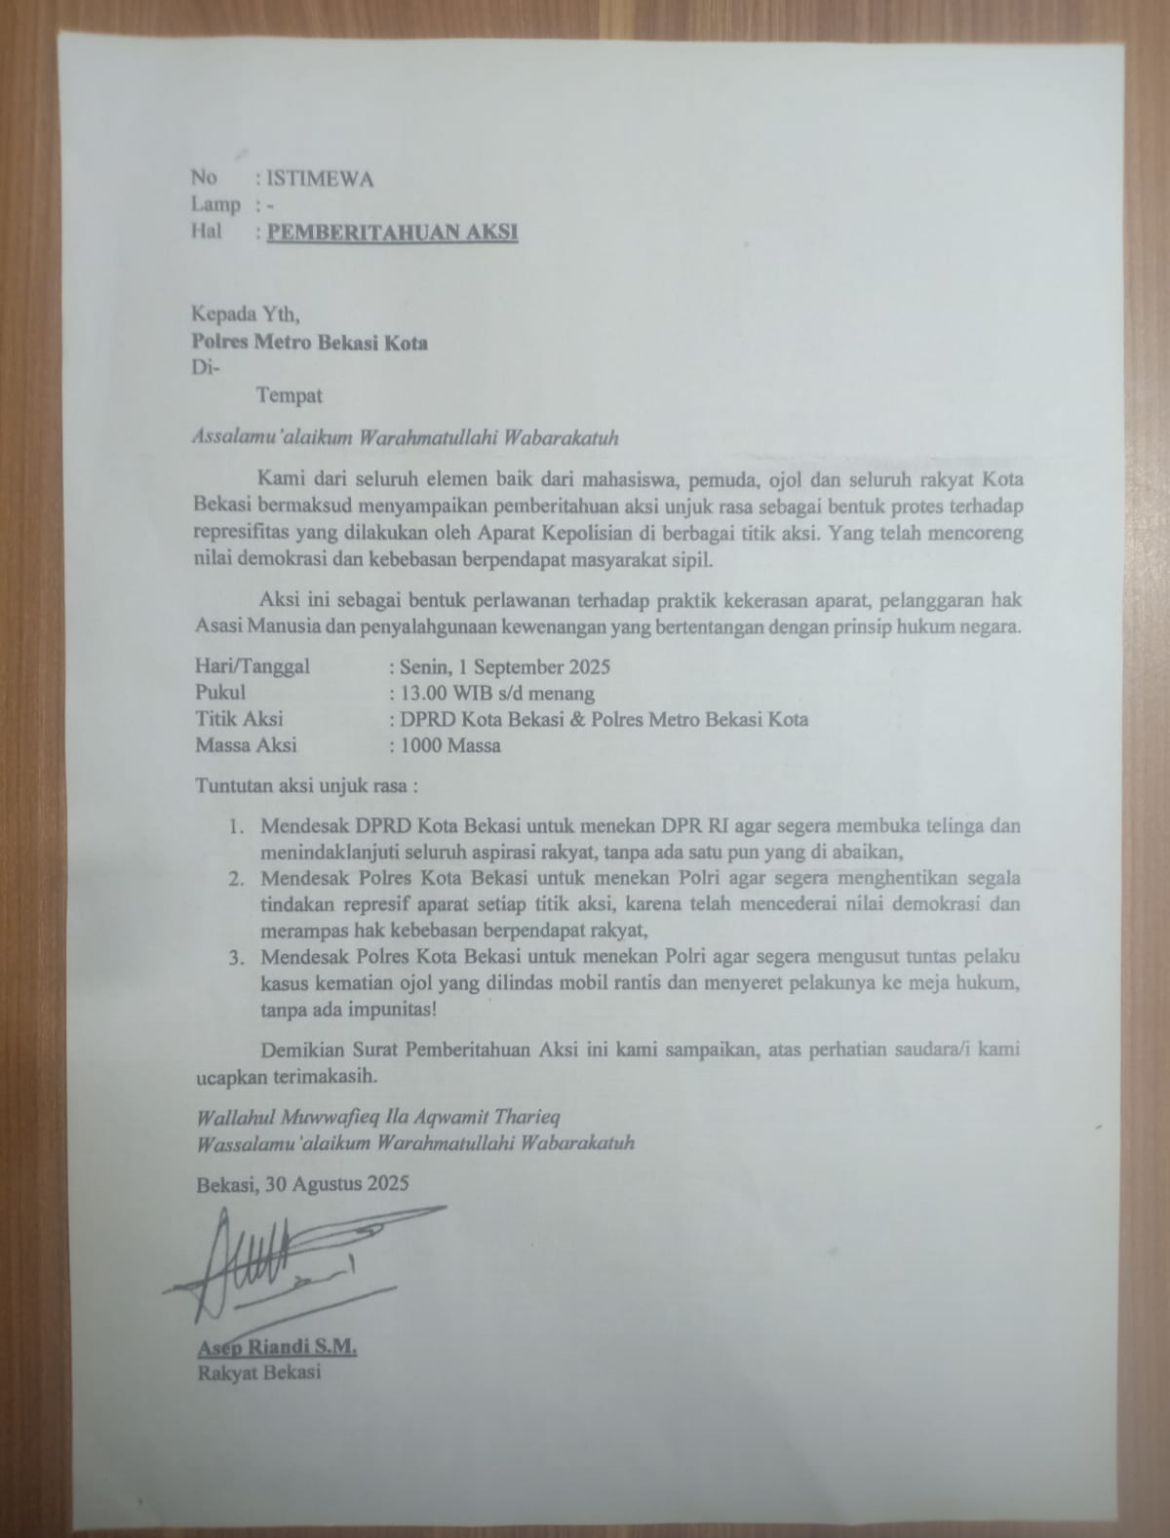 No : ISTIMEWA
Lamp : -
Hal : PEMBERITAHUAN AKSI
Kepada Yth,
Polres Metro Bekasi Kota
Di-
Tempat
Assalamu'alaikum Warahmatullahi Wabarakatuh
Kami dari seluruh elemen baik dari mahasiswa, pemuda, ojol dan seluruh rakyat Kota
Bekasi bermaksud menyampaikan pemberitahuan aksi unjuk rasa sebagai bentuk protes terhadap
represifitas yang dilakukan oleh Aparat Kepolisian di berbagai titik aksi. Yang telah mencoreng
nilai demokrasi dan kebebasan berpendapat masyarakat sipil.
Aksi ini sebagai bentuk perlawanan terhadap praktik kekerasan aparat, pelanggaran hak
Asasi Manusia dan penyalahgunaan kewenangan yang bertentangan dengan prinsip hukum negara.
Hari/Tanggal : Senin, 1 September 2025
Pukul : 13.00 WIB s/d menang
Titik Aksi : DPRD Kota Bekasi & Polres Metro Bekasi Kota
Massa Aksi : 1000 Massa
Tuntutan aksi unjuk rasa :
1. Mendesak DPRD Kota Bekasi untuk menekan DPR RI agar segera membuka telinga dan
menindaklanjuti seluruh aspirasi rakyat, tanpa ada satu pun yang di abaikan,
2. Mendesak Polres Kota Bekasi untuk menekan Polri agar segera menghentikan segala
tindakan represif aparat setiap titik aksi, karena telah mencederai nilai demokrasi dan
merampas hak kebebasan berpendapat rakyat,
3. Mendesak Polres Kota Bekasi untuk menekan Polri agar segera mengusut tuntas pelaku
kasus kematian ojol yang dilindas mobil rantis dan menyeret pelakunya ke meja hukum,
tanpa ada impunitas!
Demikian Surat Pemberitahuan Aksi ini kami sampaikan, atas perhatian saudara/i kami
ucapkan terimakasih.
Wallahul Muwwafieq Ila Aqwamit Tharieq
Wassalamu'alaikum Warahmatullahi Wabarakatuh
Bekasi, 30 Agustus 2025
Asep Riandi S.M.
Rakyat Bekasi